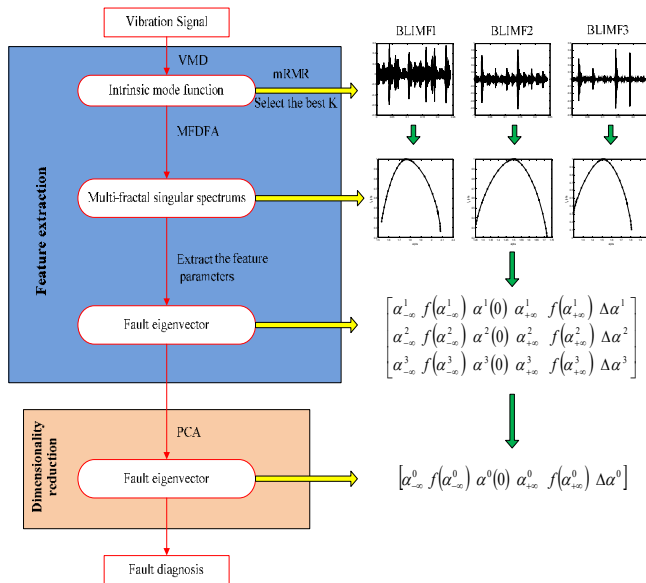 Vibration Signal
VMD
Intrinsic mode function
mRMR
Select the best K
MFDFA
Multi-fractal singular spectrums
Extract the feature
parameters
Fault eigenvector
Feature extraction
PCA
Fault eigenvector
Dimensionality
reduction
Fault diagnosis
BLIMF1 BLIMF2 BLIMF3
α¹₋∞ f(α¹₋∞) α¹(0) α¹₊∞ f(α¹₊∞) Δα¹
α²₋∞ f(α²₋∞) α²(0) α²₊∞ f(α²₊∞) Δα²
α³₋∞ f(α³₋∞) α³(0) α³₊∞ f(α³₊∞) Δα³
[α⁰₋∞ f(α⁰₋∞) α⁰(0) α⁰₊∞ f(α⁰₊∞) Δα⁰]